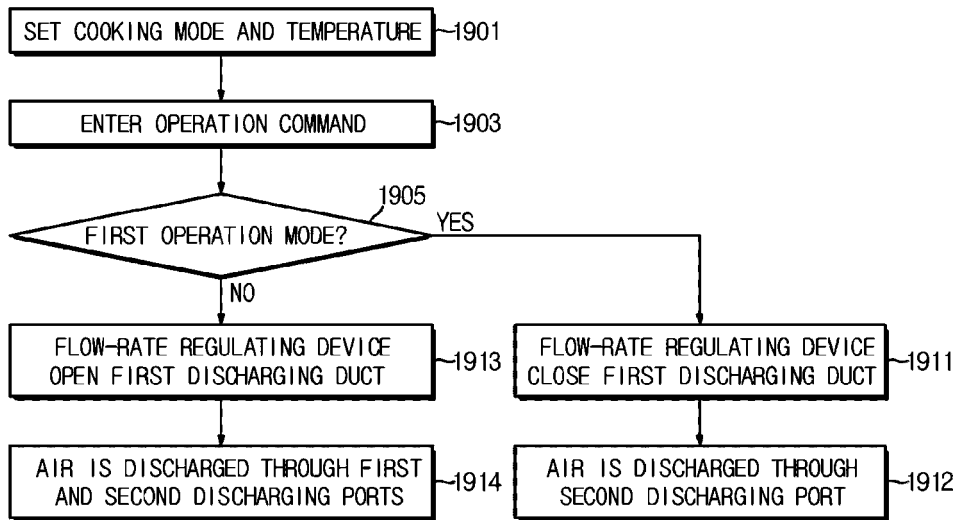 SET COOKING MODE AND TEMPERATURE
1901
ENTER OPERATION COMMAND
1903
1905
FIRST OPERATION MODE?
YES
NO
FLOW-RATE REGULATING DEVICE
OPEN FIRST DISCHARGING DUCT
1913
FLOW-RATE REGULATING DEVICE
CLOSE FIRST DISCHARGING DUCT
1911
AIR IS DISCHARGED THROUGH FIRST
AND SECOND DISCHARGING PORTS
1914
AIR IS DISCHARGED THROUGH
SECOND DISCHARGING PORT
1912